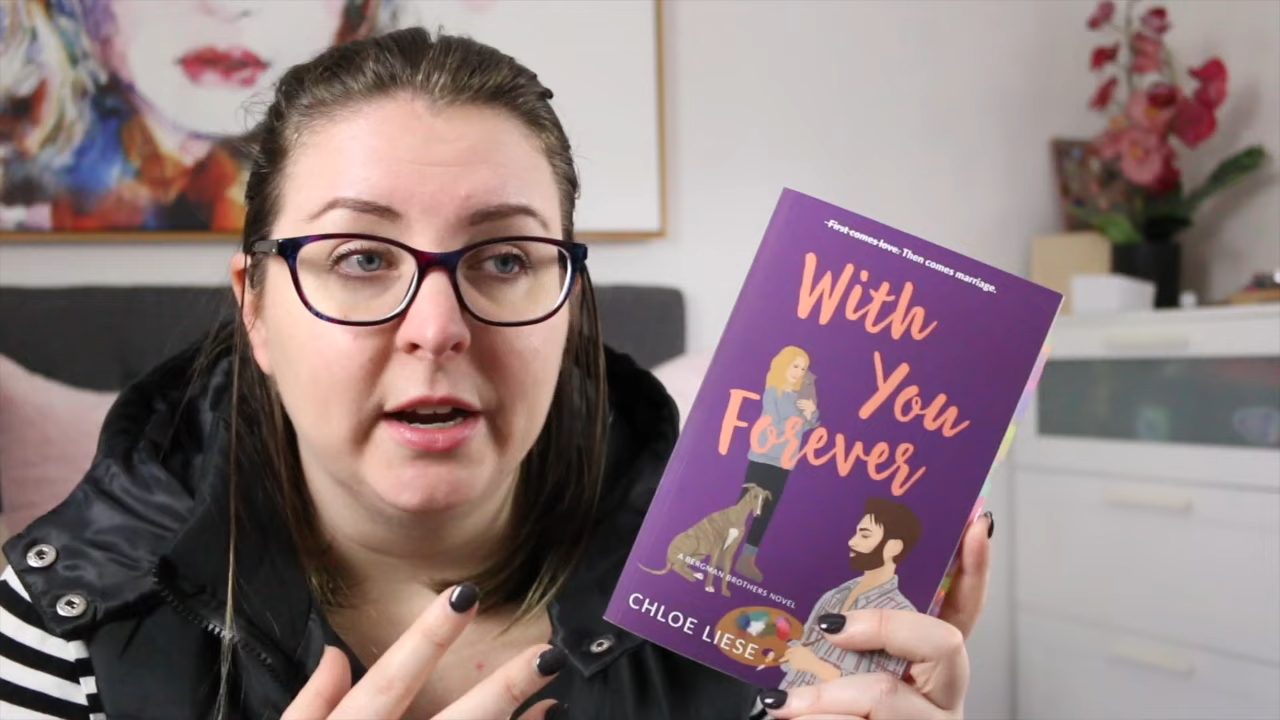 First comes love. Then comes marriage.
With
You
Forever
A BERGMAN BROTHERS NOVEL
CHLOE LIESE